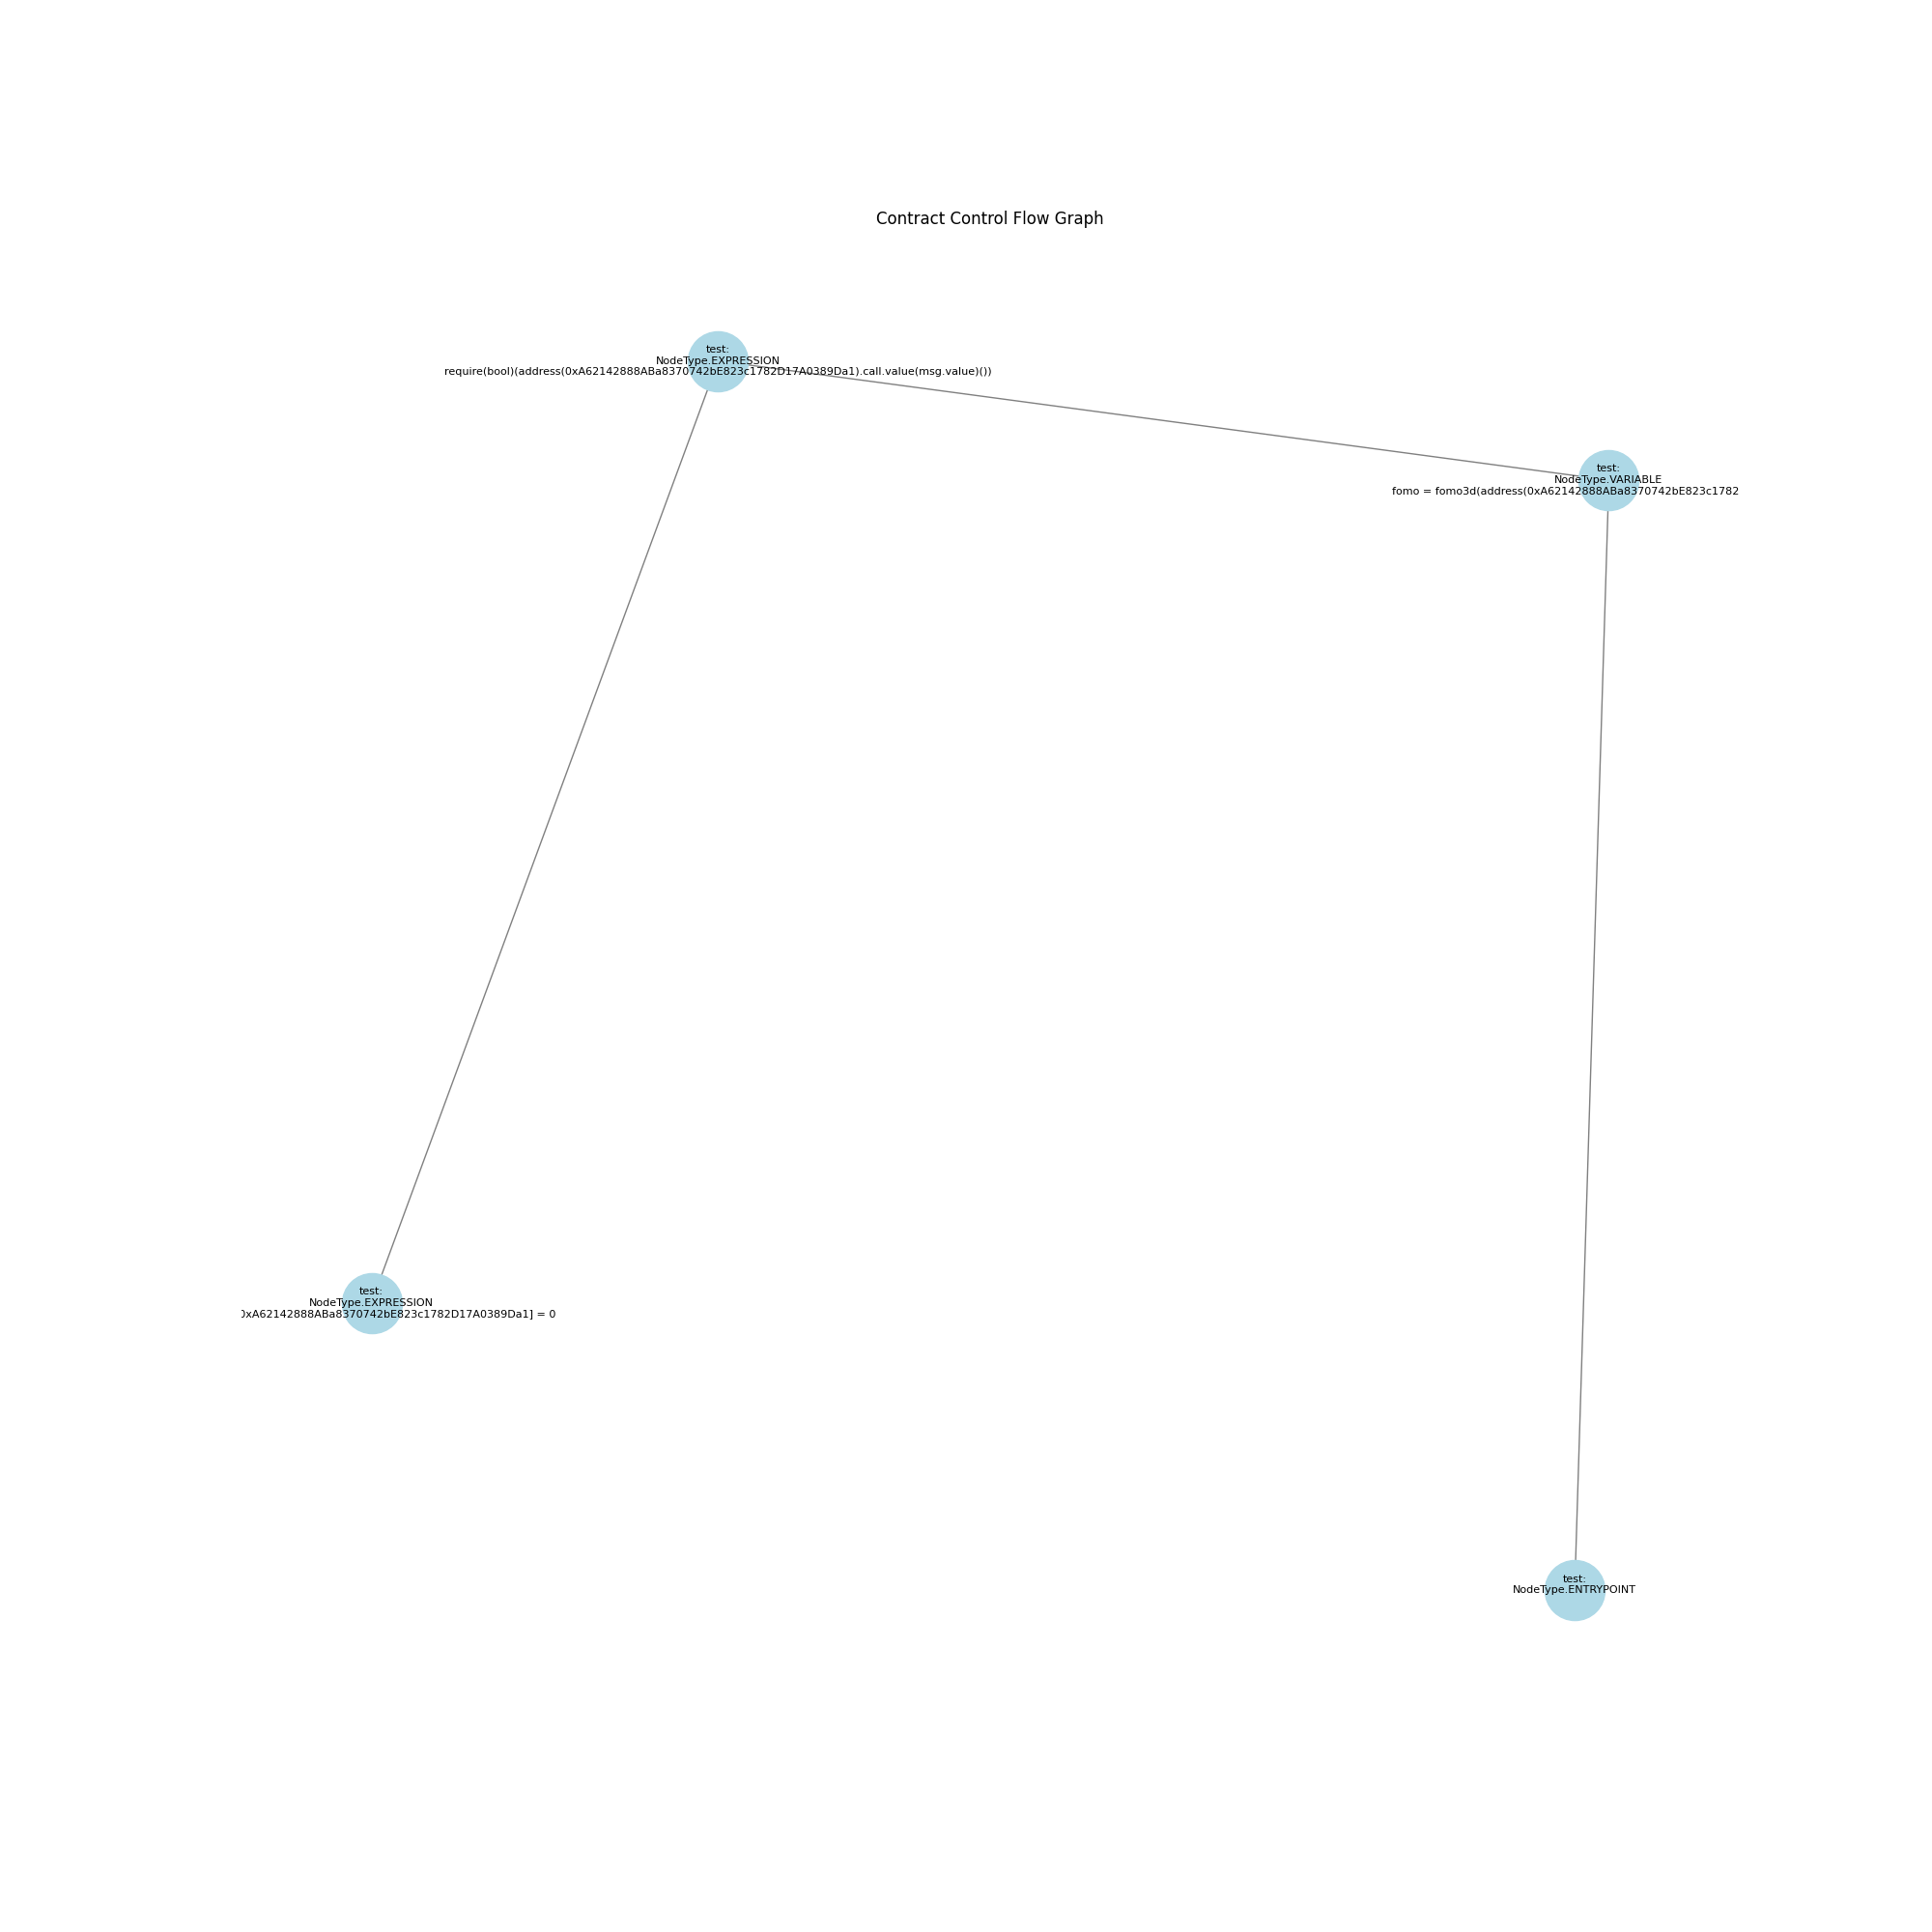 Contract Control Flow Graph
test:
NodeType.EXPRESSION
require(bool)(address(0xA62142888ABa8370742bE823c1782D17A0389Da1).call.value(msg.value)())
test:
NodeType.VARIABLE
fomo = fomo3d(address(0xA62142888ABa8370742bE823c1782
test:
NodeType.EXPRESSION
0xA62142888ABa8370742bE823c1782D17A0389Da1] = 0
test:
NodeType.ENTRYPOINT